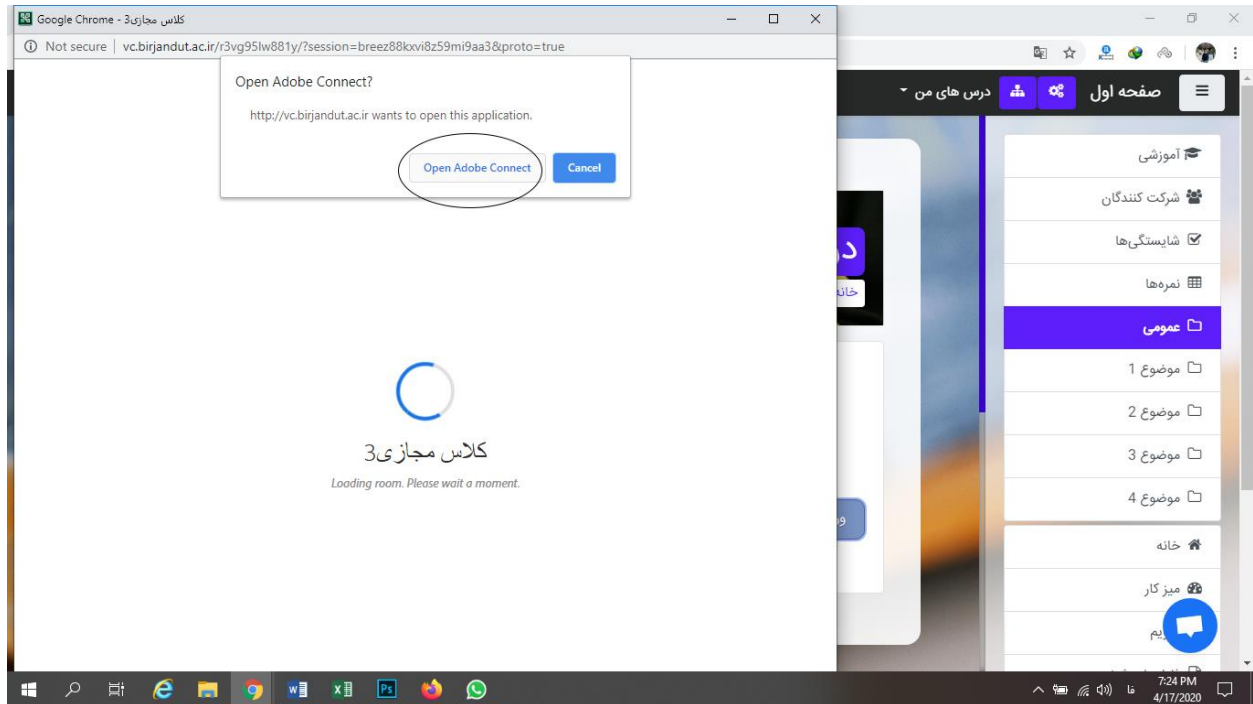 کلاس مجازی3 - Google Chrome
Not secure | vc.birjandut.ac.ir/r3vg95lw881y/?session=breez88kxvi8z59mi9aa3&proto=true
Open Adobe Connect?
http://vc.birjandut.ac.ir wants to open this application.
Open Adobe Connect
Cancel
کلاس مجازی3
Loading room. Please wait a moment.
صفحه اول
درس های من
خانه
آموزشی
شرکت کنندگان
شایستگی‌ها
نمره‌ها
عمومی
موضوع 1
موضوع 2
موضوع 3
موضوع 4
خانه
میز کار
فا
7:24 PM
4/17/2020